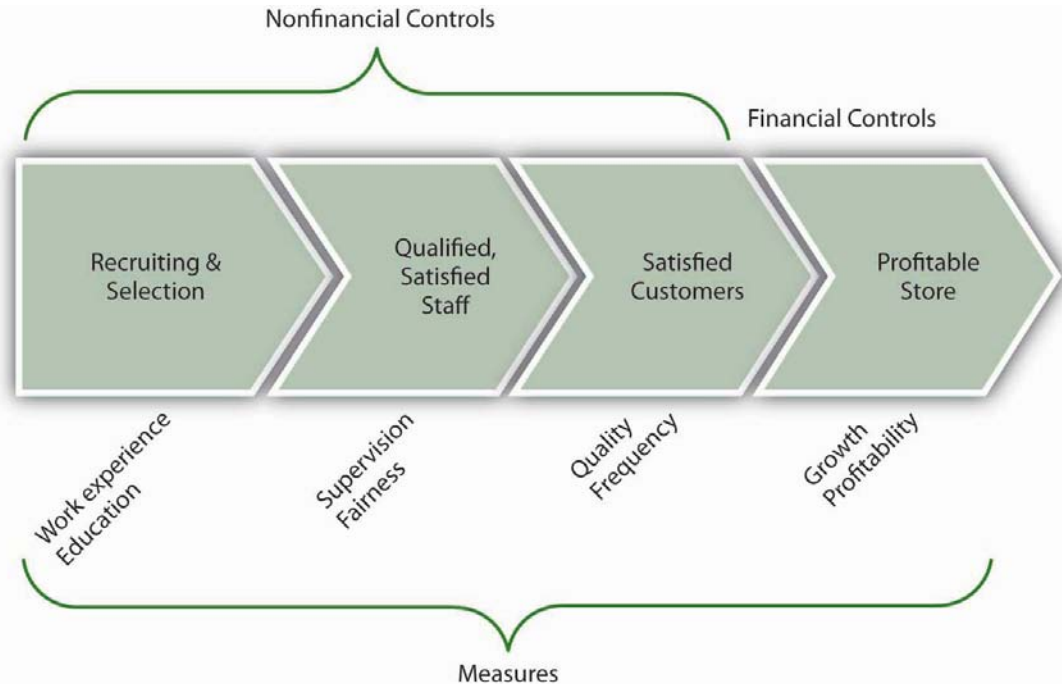 Nonfinancial Controls
Financial Controls
Recruiting &
Selection
Qualified,
Satisfied
Staff
Satisfied
Customers
Profitable
Store
Work experience
Education
Supervision
Fairness
Quality
Frequency
Growth
Profitability
Measures